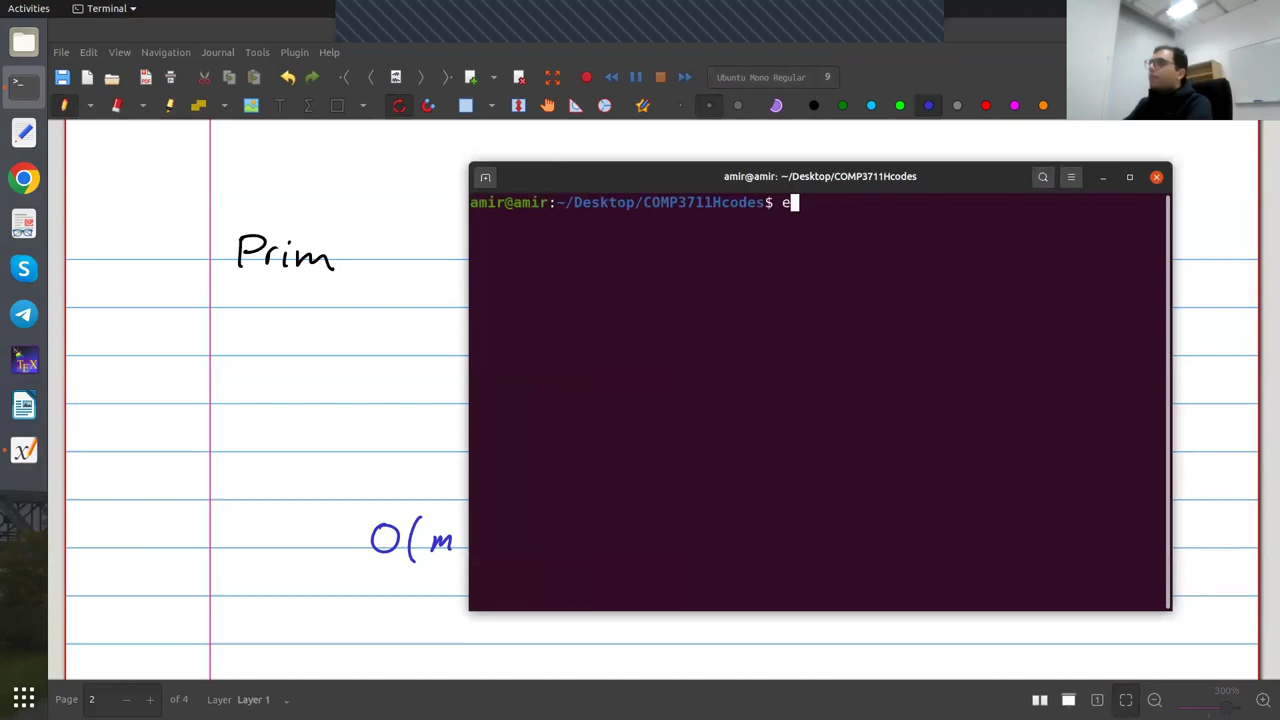 Activities Terminal
File Edit View Navigation Journal Tools Plugin Help
Ubuntu Mono Regular 9
amir@amir: ~/Desktop/COMP3711Hcodes
amir@amir:~/Desktop/COMP3711Hcodes$ e
Prim
O(m
Page 2 of 4 Layer Layer 1
300%